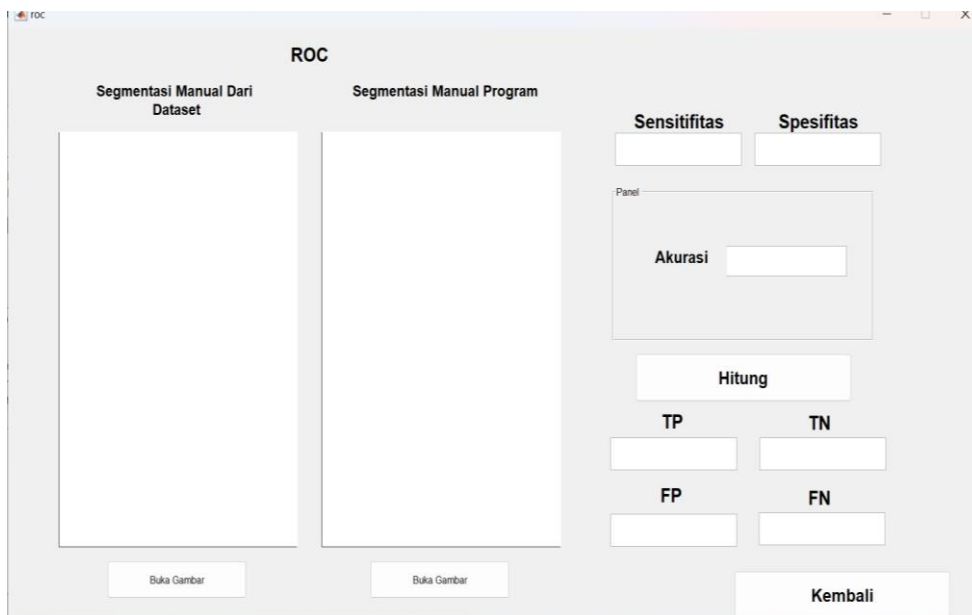 roc
ROC
Segmentasi Manual Dari
Dataset
Segmentasi Manual Program
Sensitifitas
Spesifitas
Panel
Akurasi
Hitung
TP
TN
FP
FN
Buka Gambar
Buka Gambar
Kembali